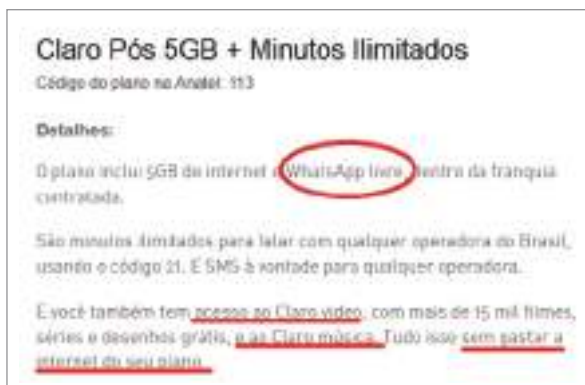 Claro Pós 5GB + Minutos Ilimitados
Código do plano na Anatel: 113
Detalhes:
O plano inclui 5GB de internet e WhatsApp livre dentro da franquia
contratada.
São minutos ilimitados para falar com qualquer operadora do Brasil,
usando o código 21. E SMS à vontade para qualquer operadora.
E você também tem acesso ao Claro video, com mais de 15 mil filmes,
séries e desenhos grátis, e ao Claro música. Tudo isso sem gastar a
internet do seu plano.